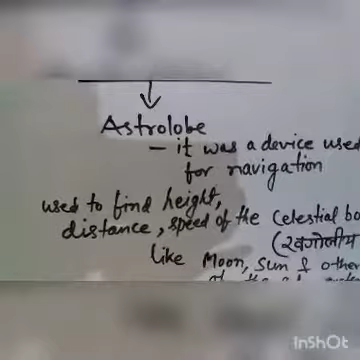 Astrolobe
– it was a device used
for navigation
used to find height,
distance, speed of the celestial bo
(खगोलीय
like Moon, Sun & other
InShOt